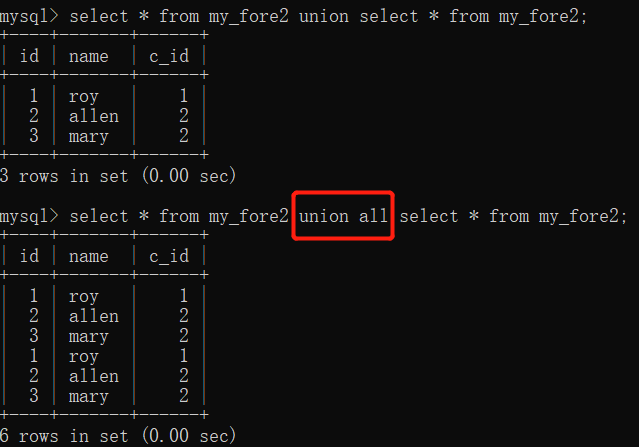 mysql> select * from my_fore2 union select * from my_fore2;
+----+-------+------+
| id | name  | c_id |
+----+-------+------+
|  1 | roy   |    1 |
|  2 | allen |    2 |
|  3 | mary  |    2 |
+----+-------+------+
3 rows in set (0.00 sec)
mysql> select * from my_fore2 union all select * from my_fore2;
+----+-------+------+
| id | name  | c_id |
+----+-------+------+
|  1 | roy   |    1 |
|  2 | allen |    2 |
|  3 | mary  |    2 |
|  1 | roy   |    1 |
|  2 | allen |    2 |
|  3 | mary  |    2 |
+----+-------+------+
6 rows in set (0.00 sec)